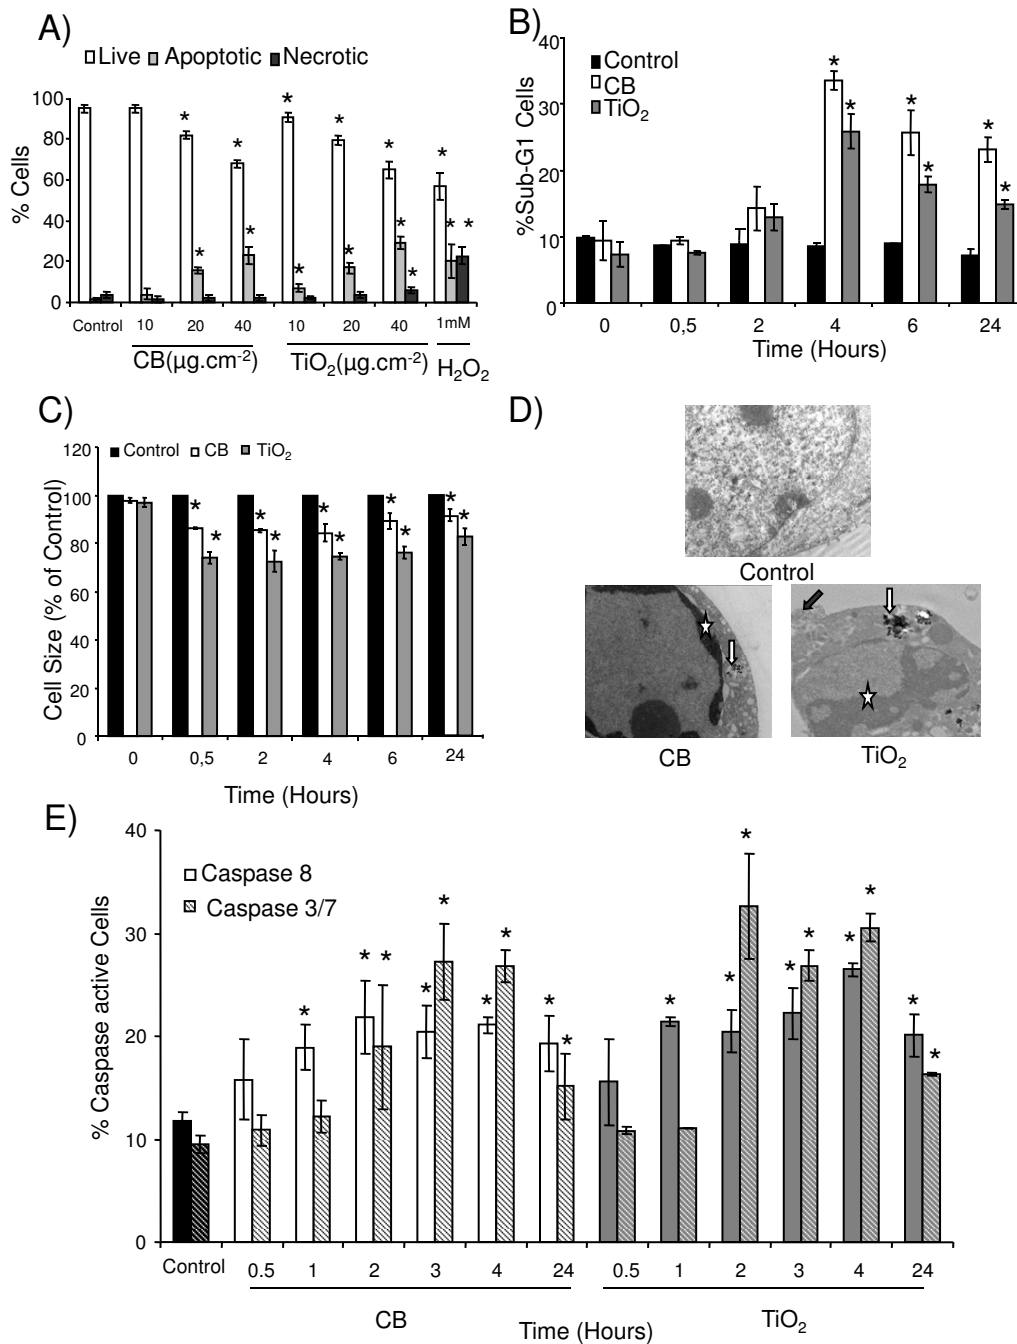 A)
□Live □Apoptotic ■Necrotic
% Cells
100
80
60
40
20
0
Control 10 20 40 10 20 40 1mM
CB(µg.cm-2) TiO2(µg.cm-2) H2O2
* * * * * * * * * * * * *
B)
%Sub-G1 Cells
40
30
20
10
0
Control
CB
TiO2
* * * * * *
0 0,5 2 4 6 24
Time (Hours)
C)
Cell Size (% of Control)
120
100
80
60
40
20
0
Control CB TiO2
* * * * * * * * * *
0 0,5 2 4 6 24
Time (Hours)
D)
Control
CB TiO2
E)
% Caspase active Cells
40
30
20
10
0
Caspase 8
Caspase 3/7
* * * * * * * * * * * * * * * * * *
Control 0.5 1 2 3 4 24 0.5 1 2 3 4 24
CB Time (Hours) TiO2